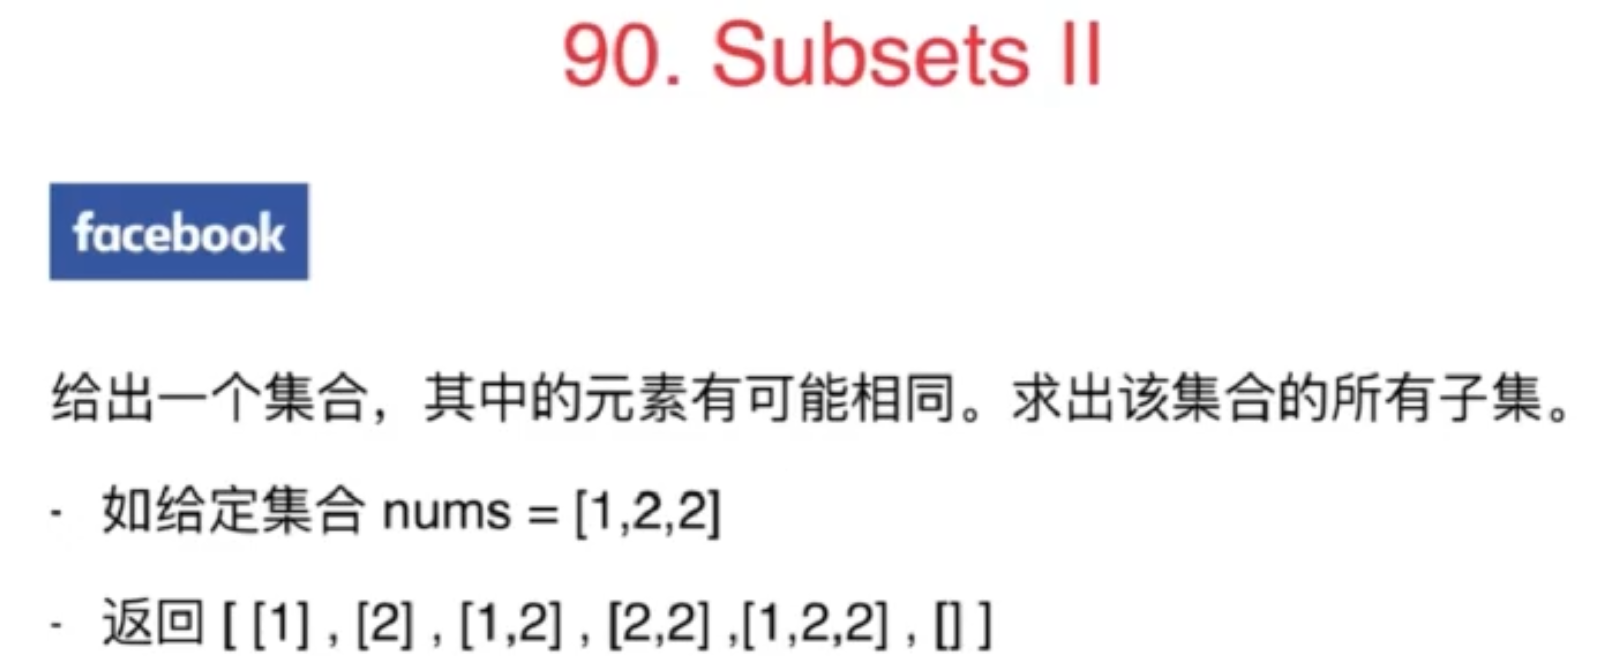 90. Subsets II
facebook
给出一个集合，其中的元素有可能相同。求出该集合的所有子集。
- 如给定集合 nums = [1,2,2]
- 返回 [ [1] , [2] , [1,2] , [2,2] ,[1,2,2] , [] ]